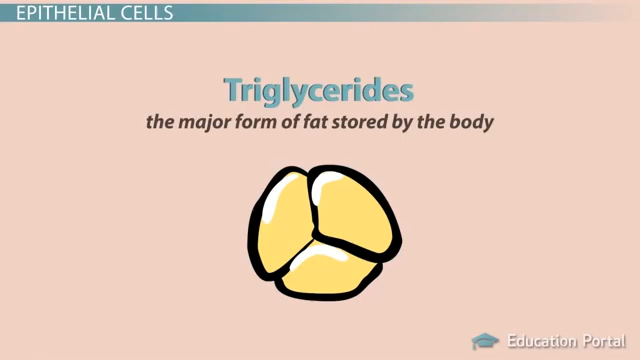 EPITHELIAL CELLS
Triglycerides
the major form of fat stored by the body
Education Portal